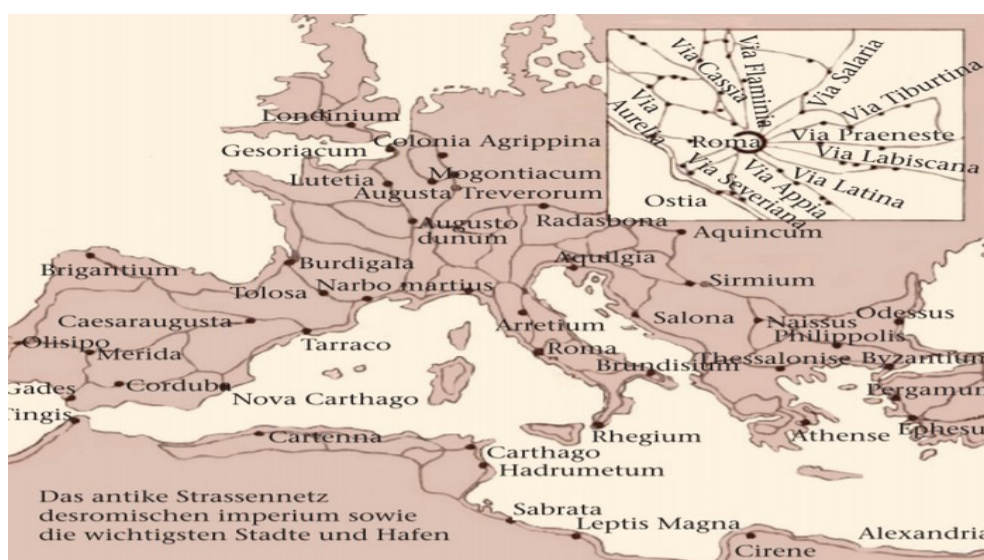 Via Cassia
Via Flaminia
Via Salaria
Via Tiburtina
Via
Aurelia
Roma
Via Praeneste
Via Labiscana
Via Latina
Via Appia
Via Severiana
Ostia
Londinium
Gesoriacum
Colonia Agrippina
Lutetia
Mogontiacum
Augusta Treverorum
Augusto
dunum
Radasbona
Aquincum
Brigantium
Burdigala
Aquilgia
Tolosa
Narbo martius
Sirmium
Caesaraugusta
Arretium
Salona
Naissus
Odessus
Philippolis
Olisipo
Merida
Tarraco
Roma
Brundisium
Thessalonise
Byzantium
Gades
Cordub
Nova Carthago
Pergamum
Tingis
Cartenna
Rhegium
Athense
Ephesu
Carthago
Hadrumetum
Das antike Strassennetz
desromischen imperium sowie
die wichtigsten Stadte und Hafen
Sabrata
Leptis Magna
Cirene
Alexandria